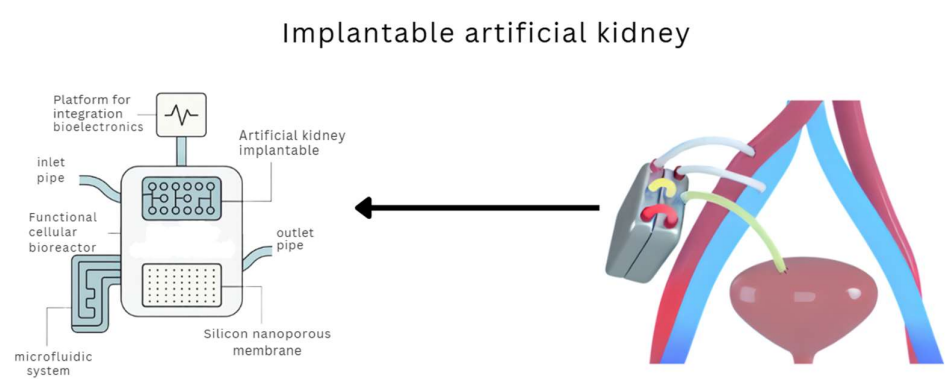 Implantable artificial kidney
Platform for
integration
bioelectronics
Artificial kidney
implantable
inlet
pipe
Functional
cellular
bioreactor
outlet
pipe
Silicon nanoporous
membrane
microfluidic
system